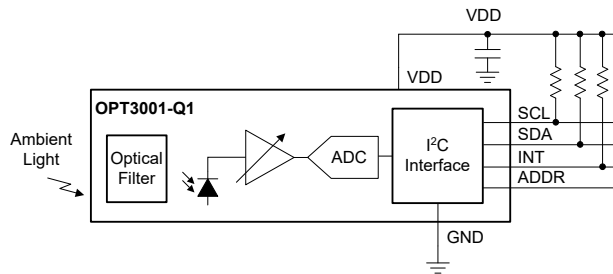 VDD
VDD
OPT3001-Q1
SCL
SDA
INT
ADDR
Ambient
Light
Optical
Filter
ADC
I²C
Interface
GND